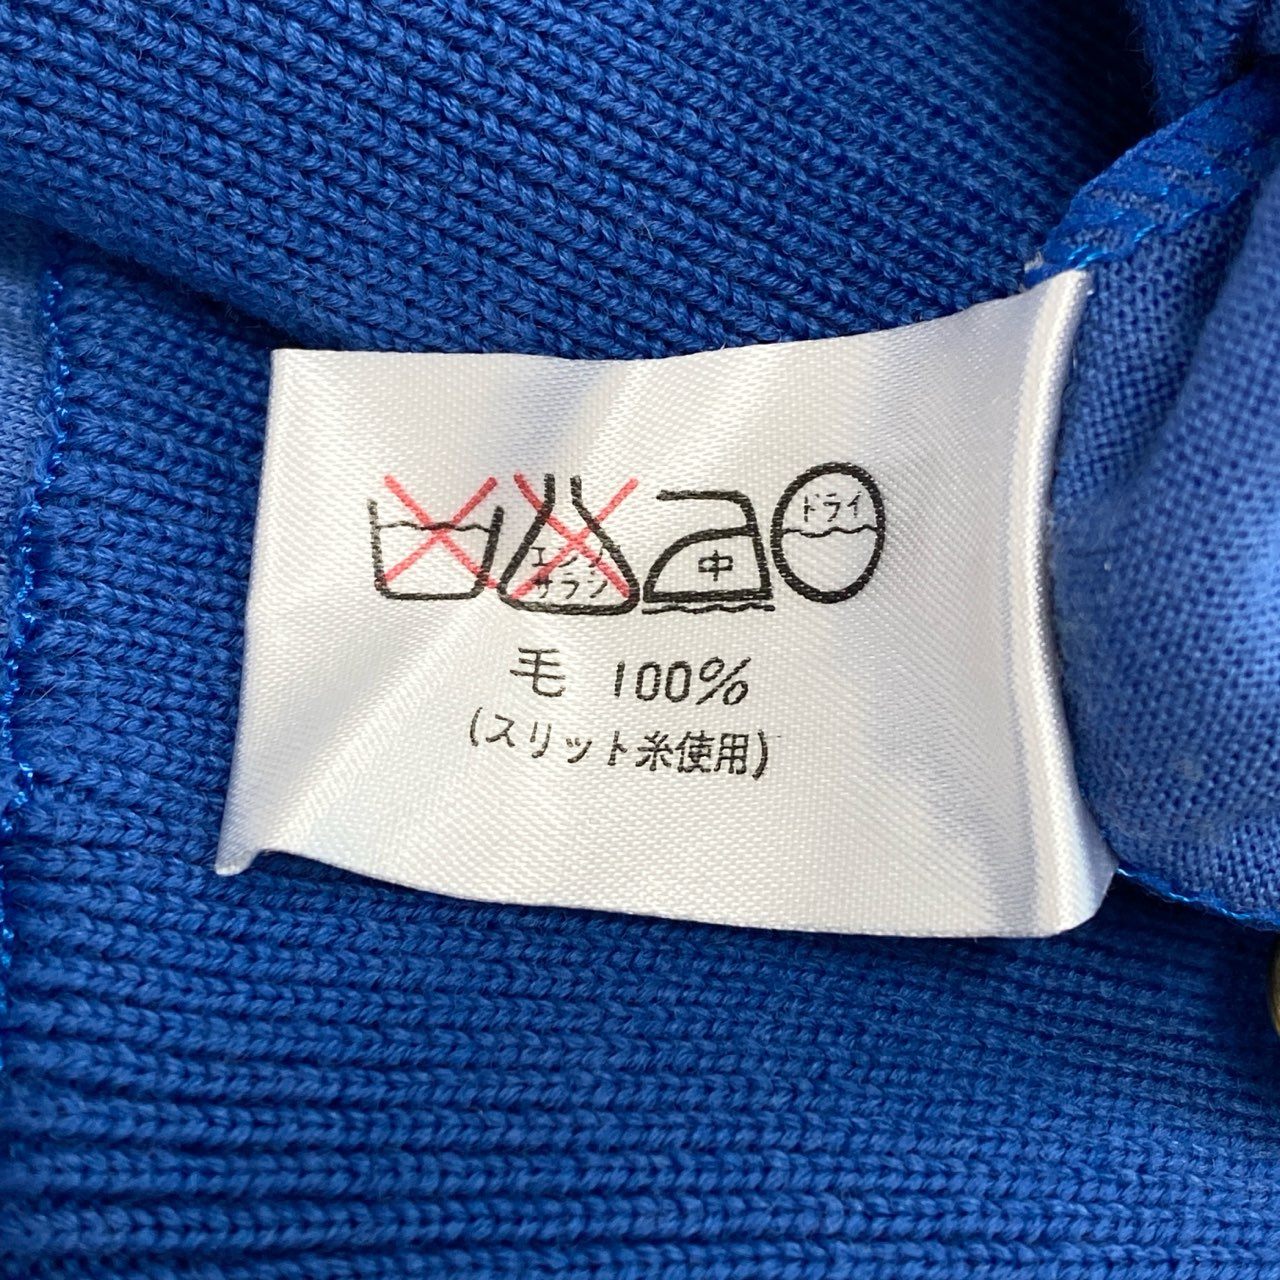 ドライ
エンソ
サラシ
中
毛 100%
(スリット糸使用)